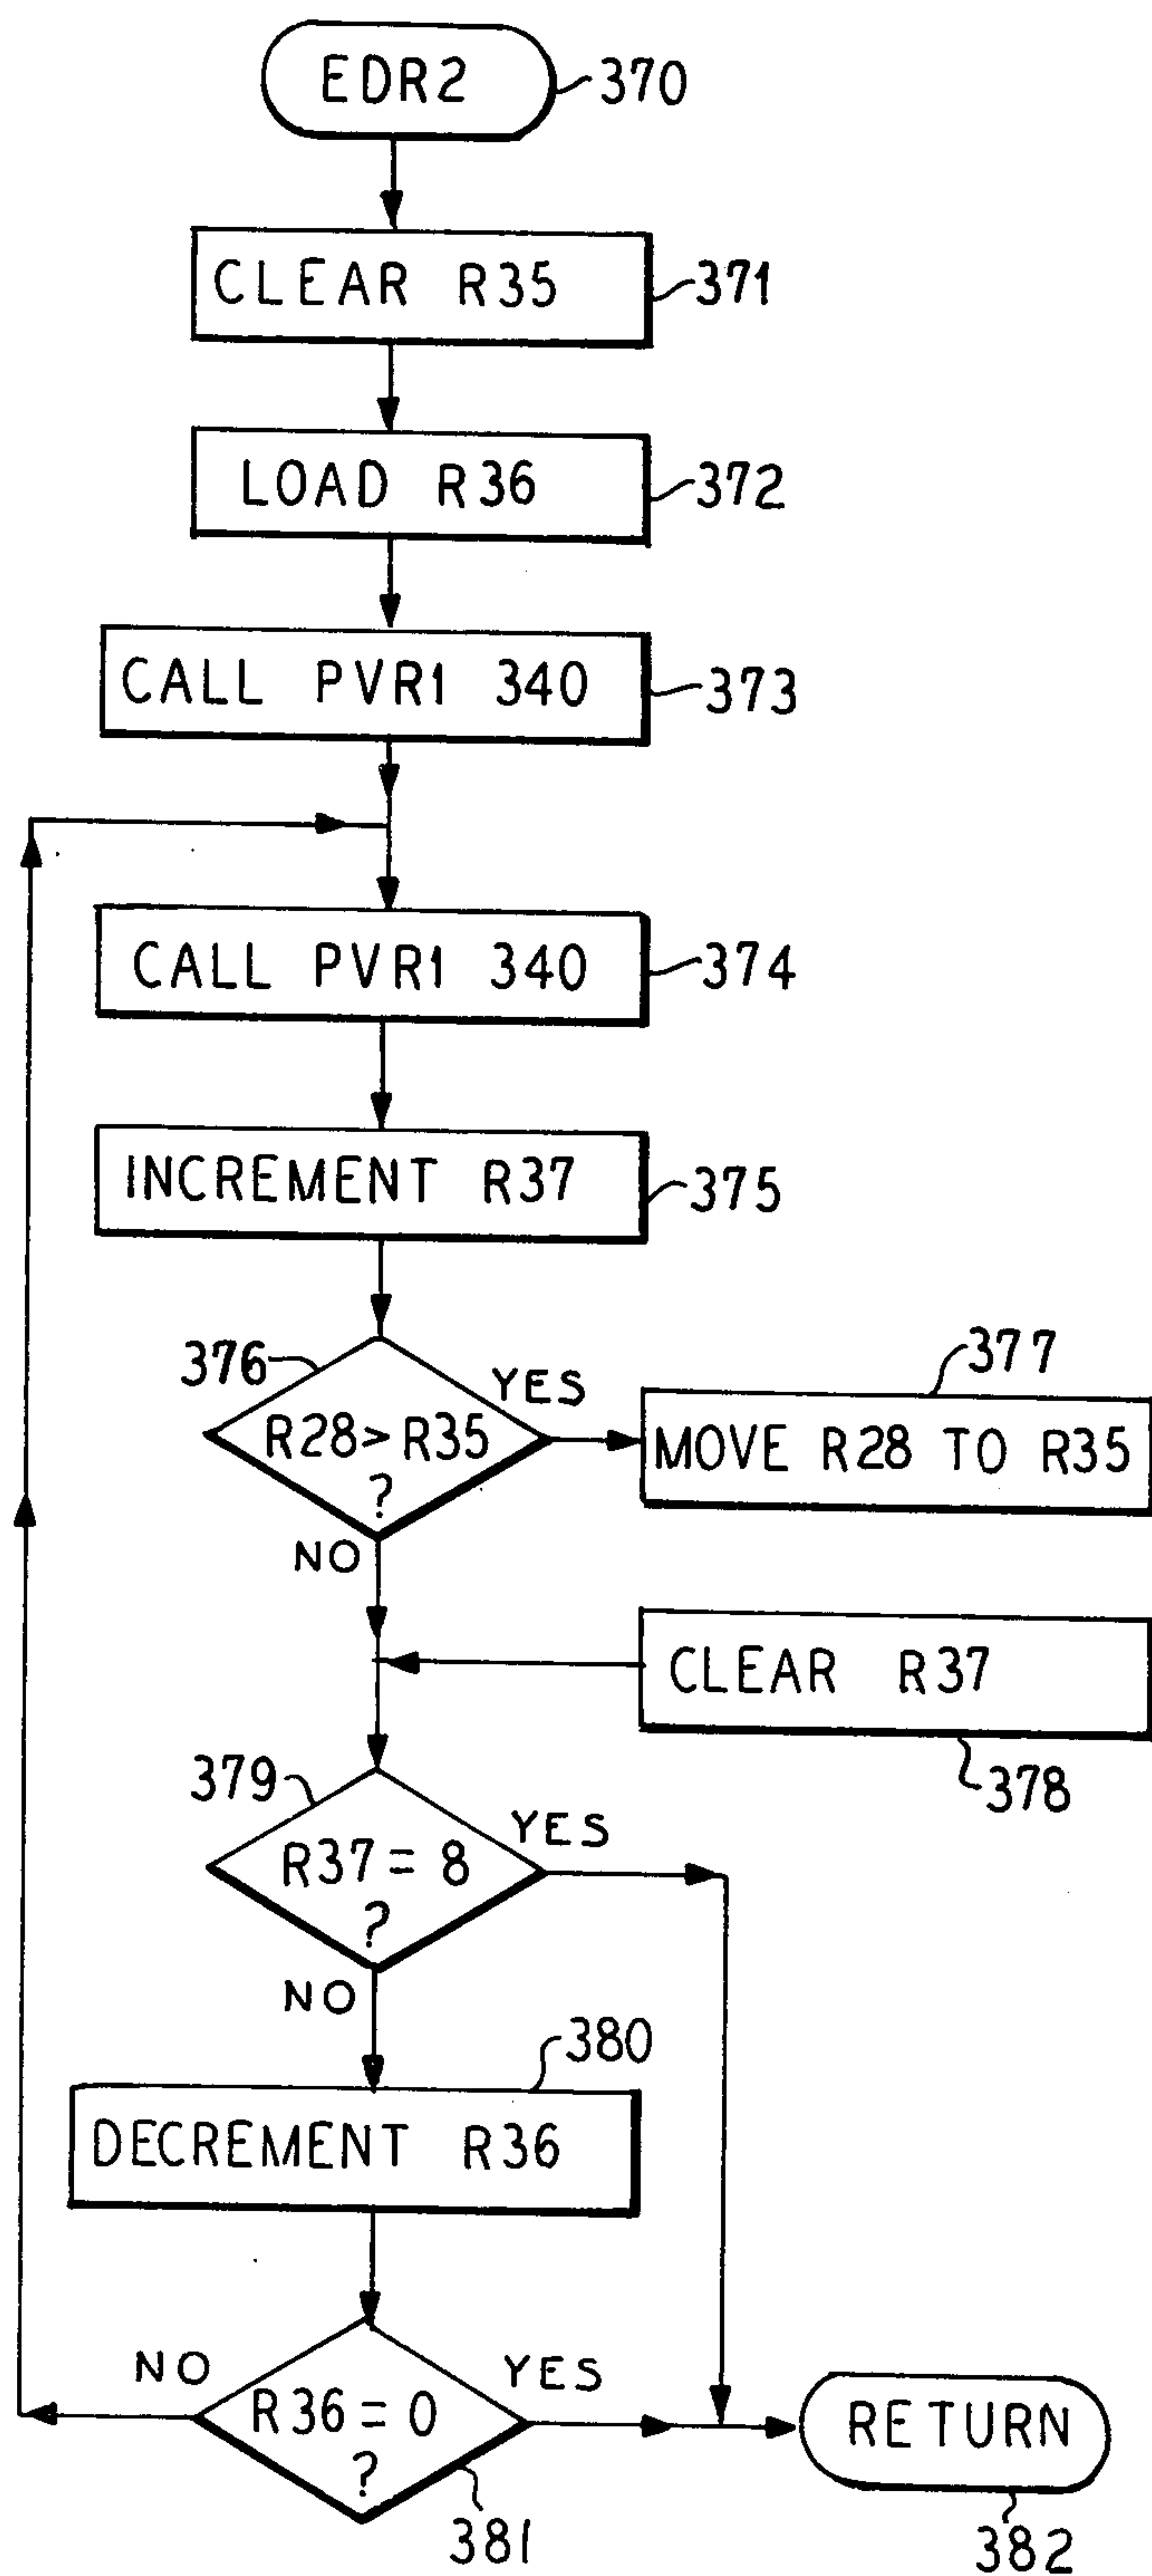 EDR2 370
CLEAR R35 371
LOAD R36 372
CALL PVR1 340 373
CALL PVR1 340 374
INCREMENT R37 375
376
R28 > R35
?
YES
NO
377
MOVE R28 TO R35
CLEAR R37
378
379
R37 = 8
?
YES
NO
380
DECREMENT R36
NO
R36 = 0
?
YES
381
RETURN
382